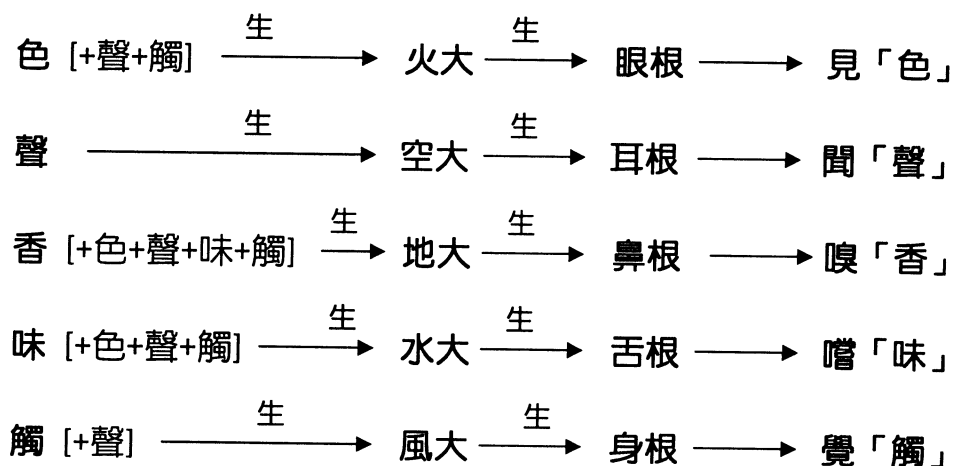 色 [+聲+觸] 生 火大 生 眼根 見「色」
聲 生 空大 生 耳根 聞「聲」
香 [+色+聲+味+觸] 生 地大 生 鼻根 嗅「香」
味 [+色+聲+觸] 生 水大 生 舌根 嚐「味」
觸 [+聲] 生 風大 生 身根 覺「觸」